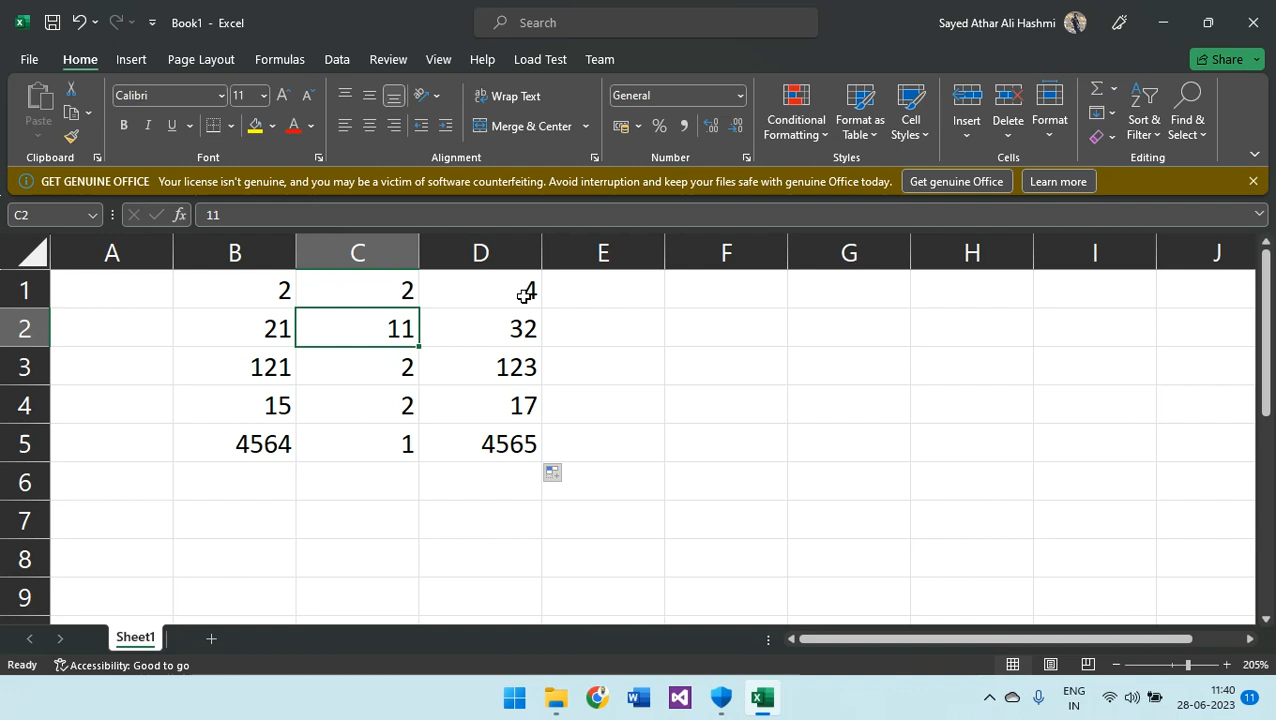 Book1 - Excel
Search
Sayed Athar Ali Hashmi
File Home Insert Page Layout Formulas Data Review View Help Load Test Team
Share
Paste
Calibri 11
B I U
A
Wrap Text
Merge & Center
General
Conditional Formatting
Format as Table
Cell Styles
Insert Delete Format
Sort & Filter
Find & Select
Clipboard Font Alignment Number Styles Cells Editing
GET GENUINE OFFICE Your license isn't genuine, and you may be a victim of software counterfeiting. Avoid interruption and keep your files safe with genuine Office today. Get genuine Office Learn more
C2 fx 11
A B C D E F G H I J
1 2 2 4
2 21 11 32
3 121 2 123
4 15 2 17
5 4564 1 4565
6
7
8
9
Sheet1
Ready Accessibility: Good to go 205%
ENG
IN
11:40
28-06-2023
11